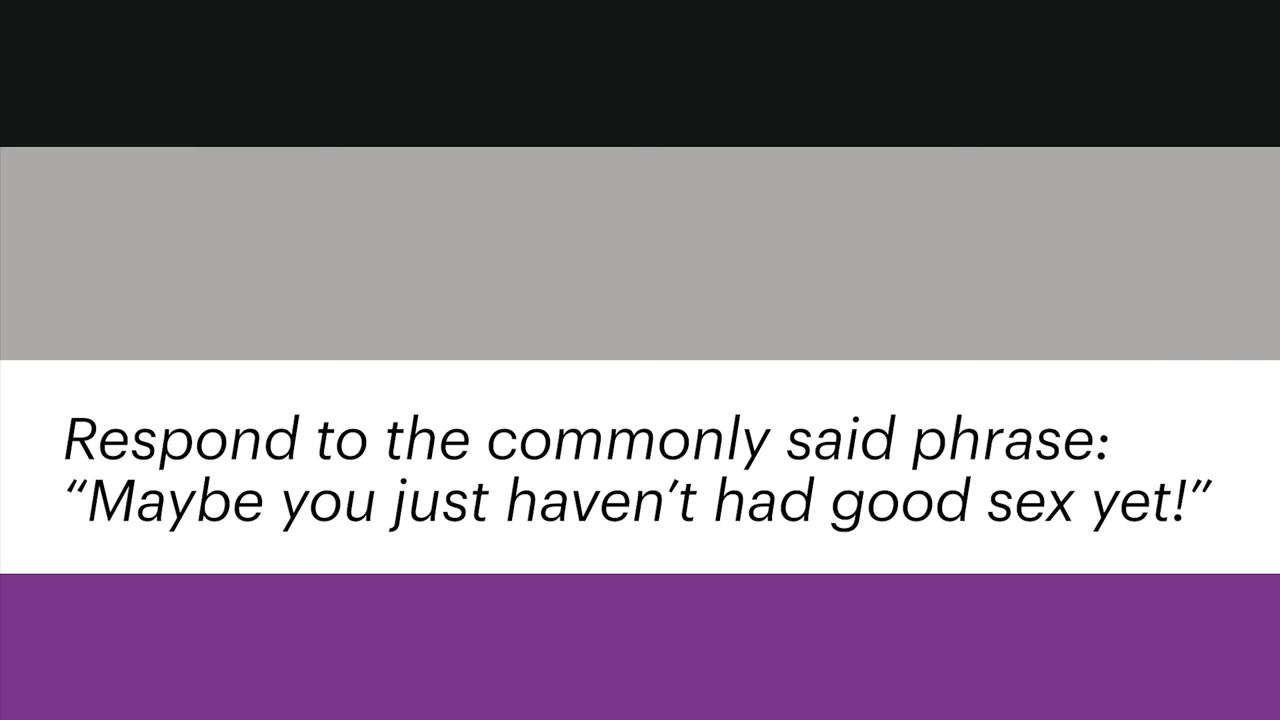 Respond to the commonly said phrase:
“Maybe you just haven’t had good sex yet!”